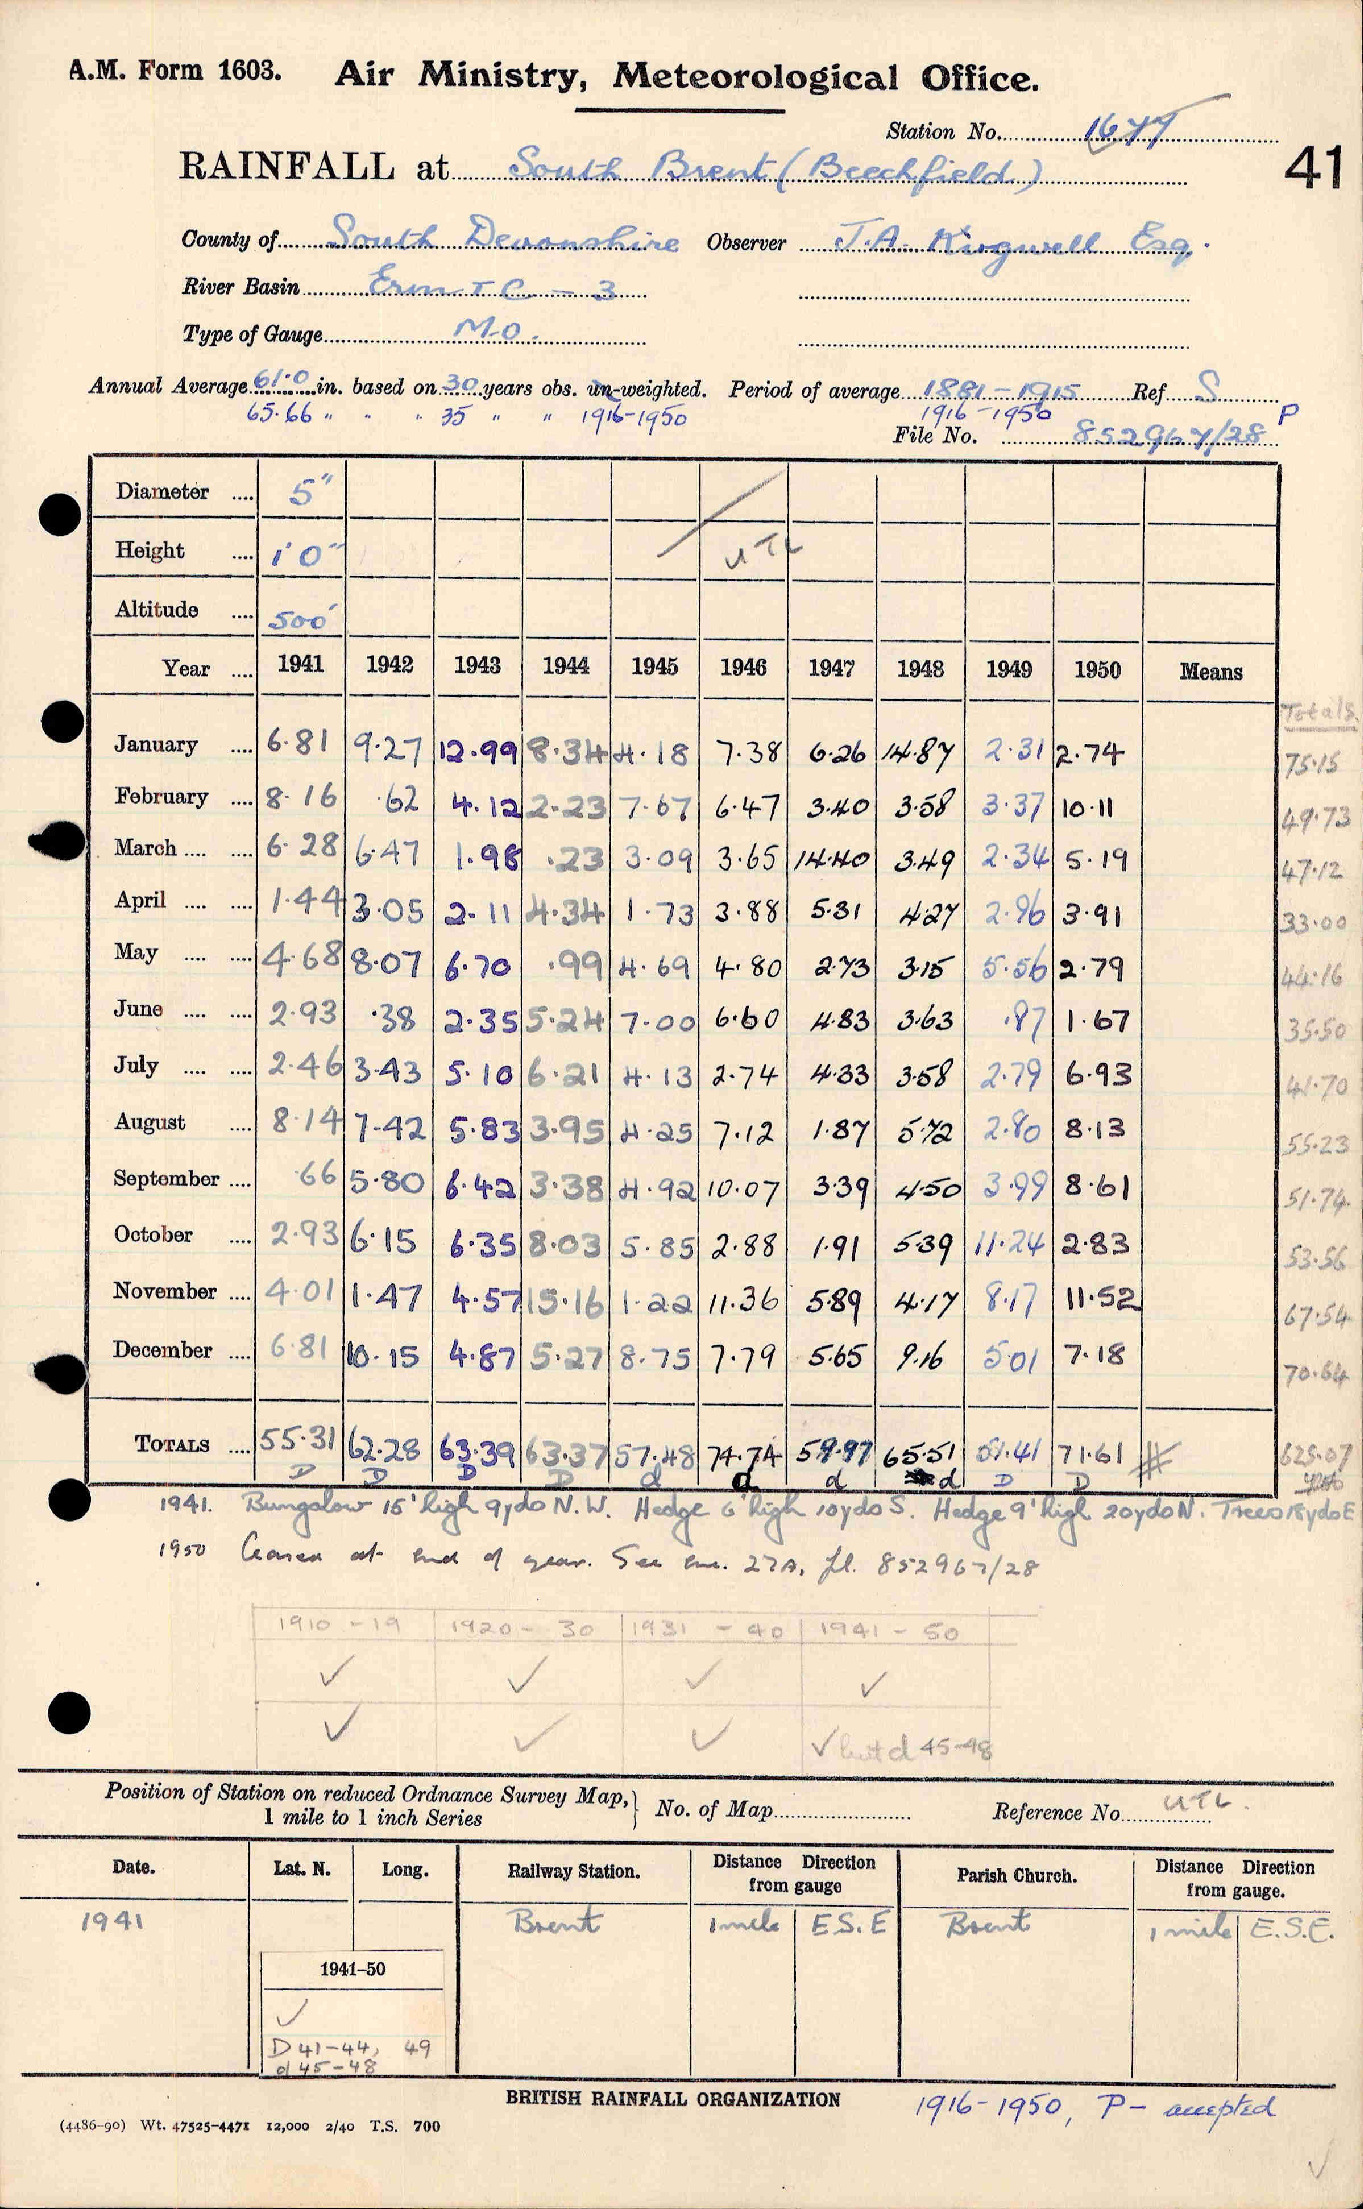 A.M. Form 1603. Air Ministry, Meteorological Office.
Station No. 1677
41
RAINFALL at South Brent (Beechfield)
County of South Devonshire Observer J.A. Kingwell Esq.
River Basin Erm T C - 3
Type of Gauge M.O.
Annual Average 61.0 in. based on 30 years obs. un-weighted. Period of average 1881-1915 Ref S
65.66 " " " 35 " " 1916-1950 1916-1950 P
File No. 852967/28
Diameter .... 5"
Height .... 1'0" UTL
Altitude .... 500'
Year .... 1941 1942 1943 1944 1945 1946 1947 1948 1949 1950 Means Totals
January .... 6.81 9.27 12.99 8.34 4.18 7.38 6.26 14.87 2.31 2.74 75.15
February .... 8.16 .62 4.12 2.23 7.67 6.47 3.40 3.58 3.37 10.11 49.73
March .... .... 6.28 6.47 1.98 .23 3.09 3.65 14.40 3.49 2.34 5.19 47.12
April .... .... 1.44 3.05 2.11 4.34 1.73 3.88 5.31 4.27 2.96 3.91 33.00
May .... .... 4.68 8.07 6.70 .99 4.69 4.80 2.73 3.15 5.56 2.79 44.16
June .... .... 2.93 .38 2.35 5.24 7.00 6.60 4.83 3.63 .87 1.67 35.50
July .... .... 2.46 3.43 5.10 6.21 4.13 2.74 4.33 3.58 2.79 6.93 41.70
August .... 8.14 7.42 5.83 3.95 4.25 7.12 1.87 5.72 2.80 8.13 55.23
September .... .66 5.80 6.42 3.38 4.92 10.07 3.39 4.50 3.99 8.61 51.74
October .... 2.93 6.15 6.35 8.03 5.85 2.88 1.91 5.39 11.24 2.83 53.56
November .... 4.01 1.47 4.57 15.16 1.22 11.36 5.89 4.17 8.17 11.52 67.54
December .... 6.81 10.15 4.87 5.27 8.75 7.79 5.65 9.16 5.01 7.18 70.64
TOTALS .... 55.31 62.28 63.39 63.37 57.48 74.74 59.97 65.51 51.41 71.61 625.07
D D D D d d d d D D
1941. Bungalow 15' high 9yds N.W. Hedge 6' high 10yds S. Hedge 9' high 20yds N. Trees 18yds E
1950 Ceased at end of year. See enc. 27A, fl. 852967/28
1910 - 19 1920 - 30 1931 - 40 1941 - 50
✓ ✓ ✓ ✓
✓ ✓ ✓ ✓ but d 45-48
Position of Station on reduced Ordnance Survey Map, 1 mile to 1 inch Series } No. of Map Reference No. UTL.
Date. Lat. N. Long. Railway Station. Distance Direction from gauge Parish Church. Distance Direction from gauge.
1941 Brent 1 mile E.S.E Brent 1 mile E.S.E.
1941-50
✓
D 41-44, 49
d 45-48
BRITISH RAINFALL ORGANIZATION
1916-1950, P - accepted
(4486-90) Wt. 47525-4471 12,000 2/40 T.S. 700
✓